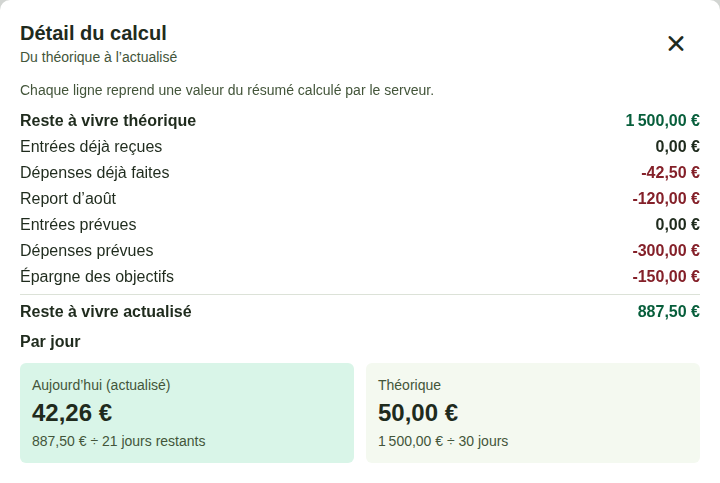 Détail du calcul
Du théorique à l’actualisé
Chaque ligne reprend une valeur du résumé calculé par le serveur.
Reste à vivre théorique 1 500,00 €
Entrées déjà reçues 0,00 €
Dépenses déjà faites -42,50 €
Report d’août -120,00 €
Entrées prévues 0,00 €
Dépenses prévues -300,00 €
Épargne des objectifs -150,00 €
Reste à vivre actualisé 887,50 €
Par jour
Aujourd’hui (actualisé)
42,26 €
887,50 € ÷ 21 jours restants
Théorique
50,00 €
1 500,00 € ÷ 30 jours